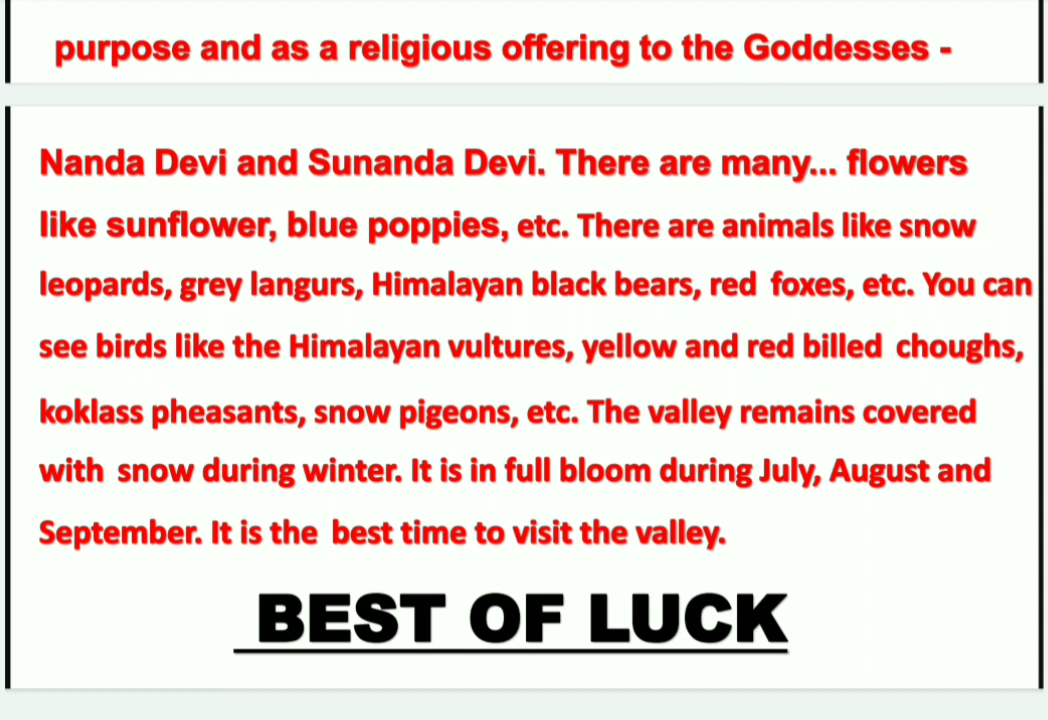 purpose and as a religious offering to the Goddesses -
Nanda Devi and Sunanda Devi. There are many... flowers
like sunflower, blue poppies, etc. There are animals like snow
leopards, grey langurs, Himalayan black bears, red foxes, etc. You can
see birds like the Himalayan vultures, yellow and red billed choughs,
koklass pheasants, snow pigeons, etc. The valley remains covered
with snow during winter. It is in full bloom during July, August and
September. It is the best time to visit the valley.
BEST OF LUCK